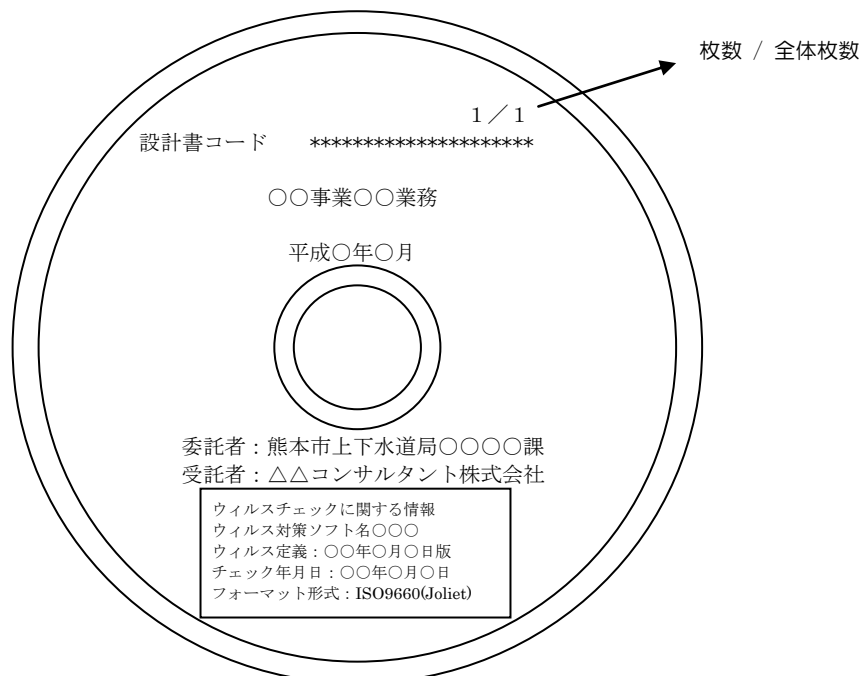 枚数 / 全体枚数
1／1
設計書コード　　*********************
○○事業○○業務
平成○年○月
委託者：熊本市上下水道局○○○○課
受託者：△△コンサルタント株式会社
ウィルスチェックに関する情報
ウィルス対策ソフト名○○○
ウィルス定義：○○年○月○日版
チェック年月日：○○年○月○日
フォーマット形式：ISO9660(Joliet)